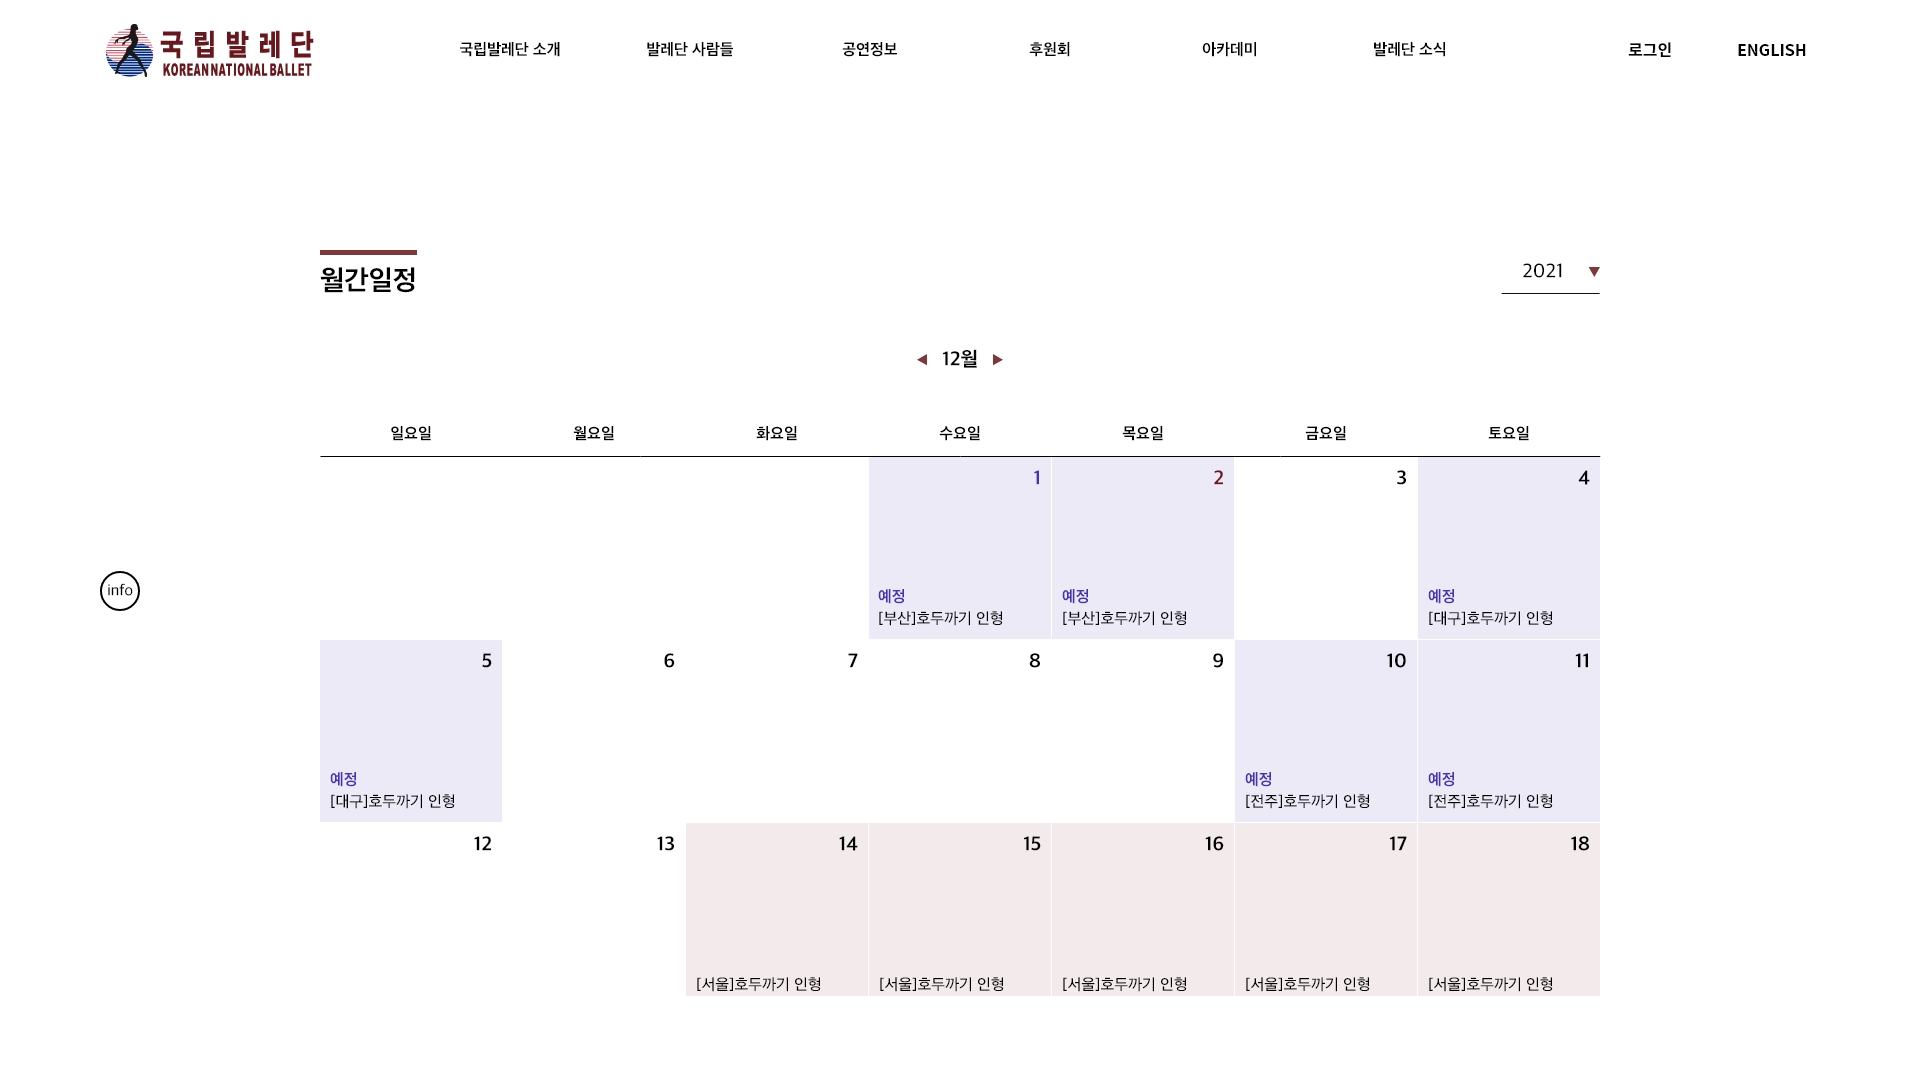 국립발레단
KOREAN NATIONAL BALLET
국립발레단 소개
발레단 사람들
공연정보
후원회
아카데미
발레단 소식
로그인
ENGLISH
월간일정
2021 ▼
◀ 12월 ▶
일요일 월요일 화요일 수요일 목요일 금요일 토요일
1 2 3 4
예정 예정 예정
[부산]호두까기 인형 [부산]호두까기 인형 [대구]호두까기 인형
info
5 6 7 8 9 10 11
예정 예정 예정
[대구]호두까기 인형 [전주]호두까기 인형 [전주]호두까기 인형
12 13 14 15 16 17 18
[서울]호두까기 인형 [서울]호두까기 인형 [서울]호두까기 인형 [서울]호두까기 인형 [서울]호두까기 인형